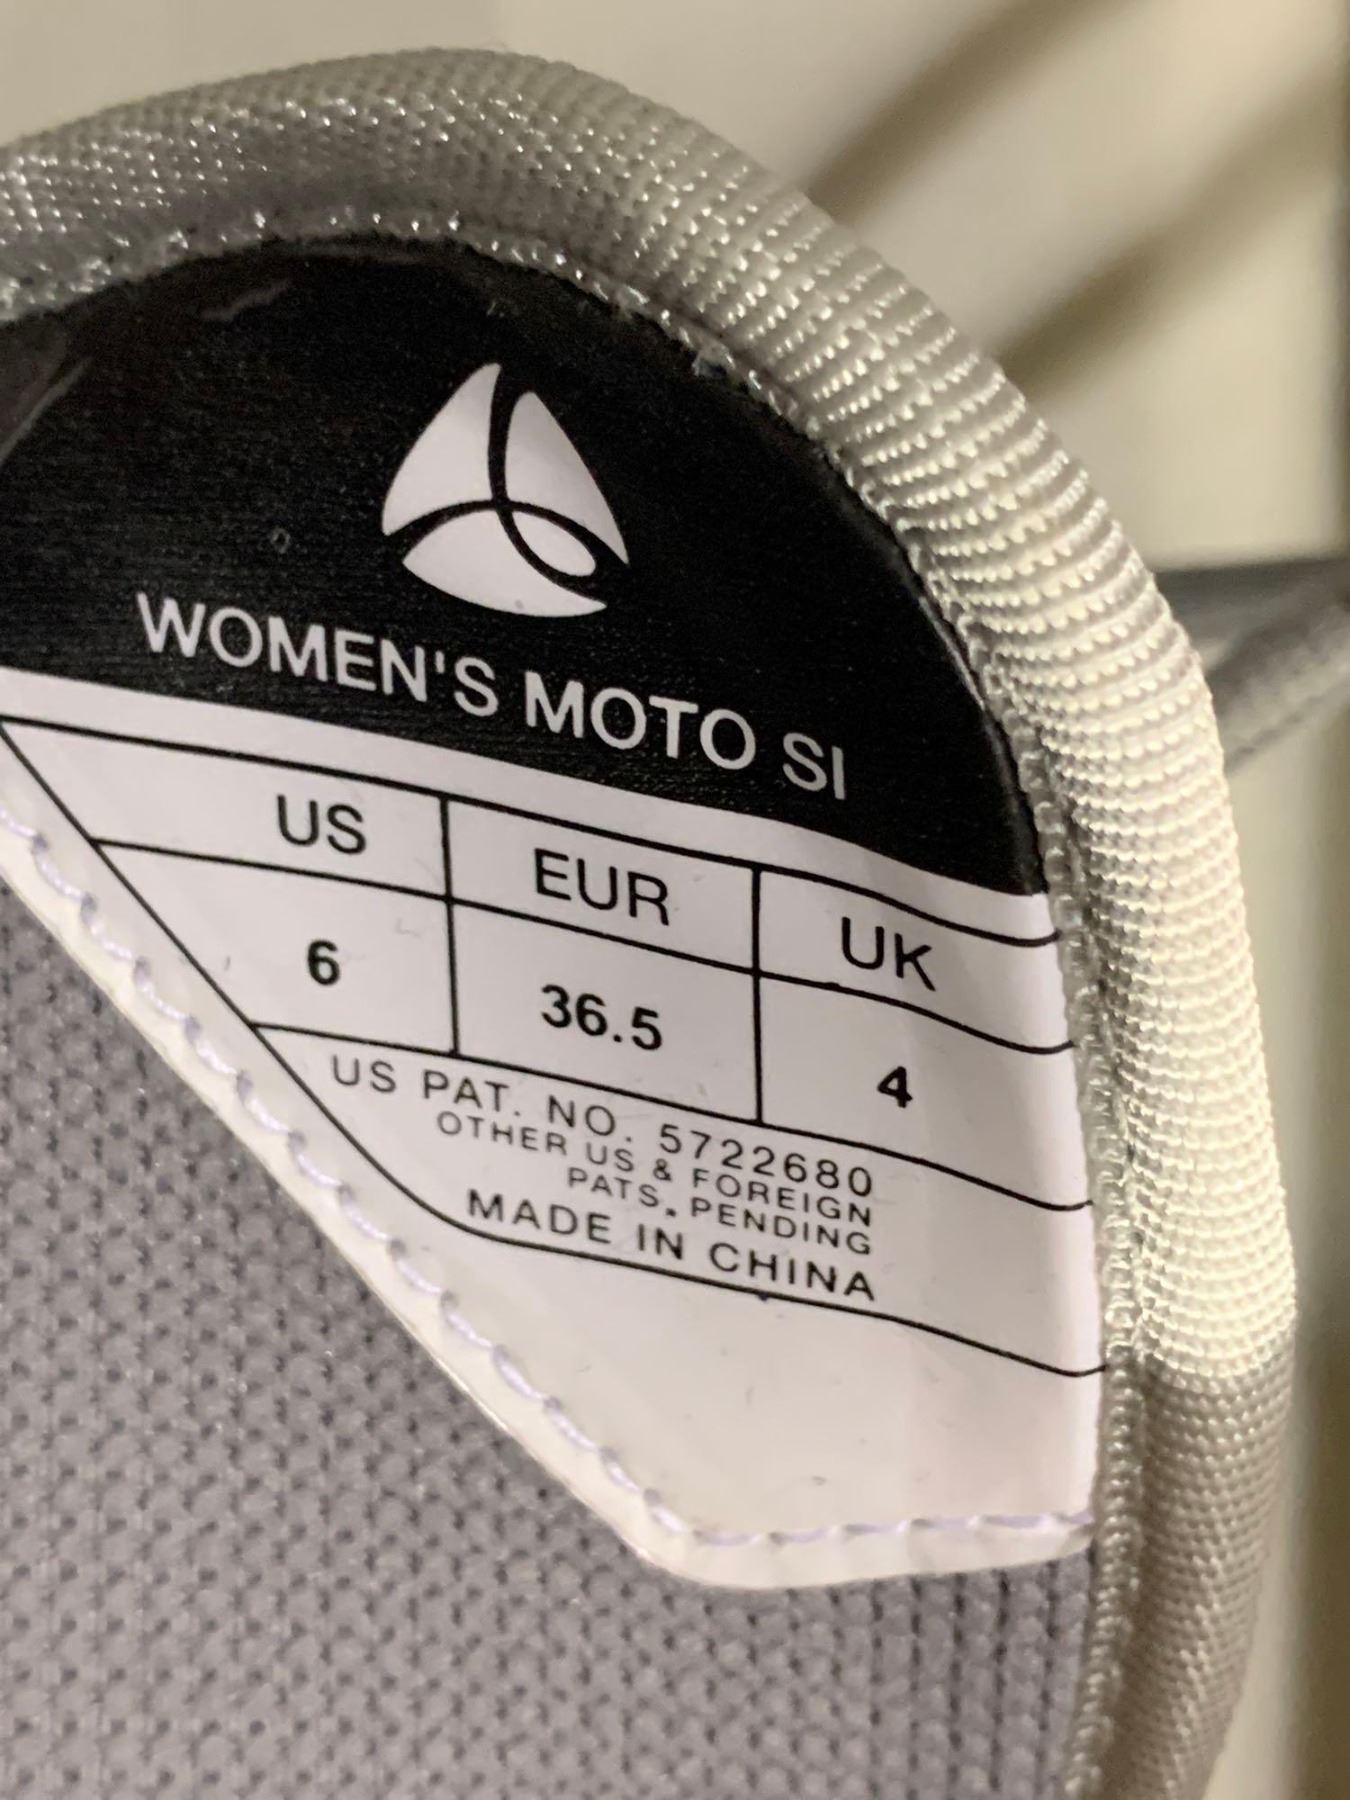 WOMEN'S MOTO SI
US EUR UK
6 36.5 4
US PAT. NO. 5722680
OTHER US & FOREIGN
PATS. PENDING
MADE IN CHINA